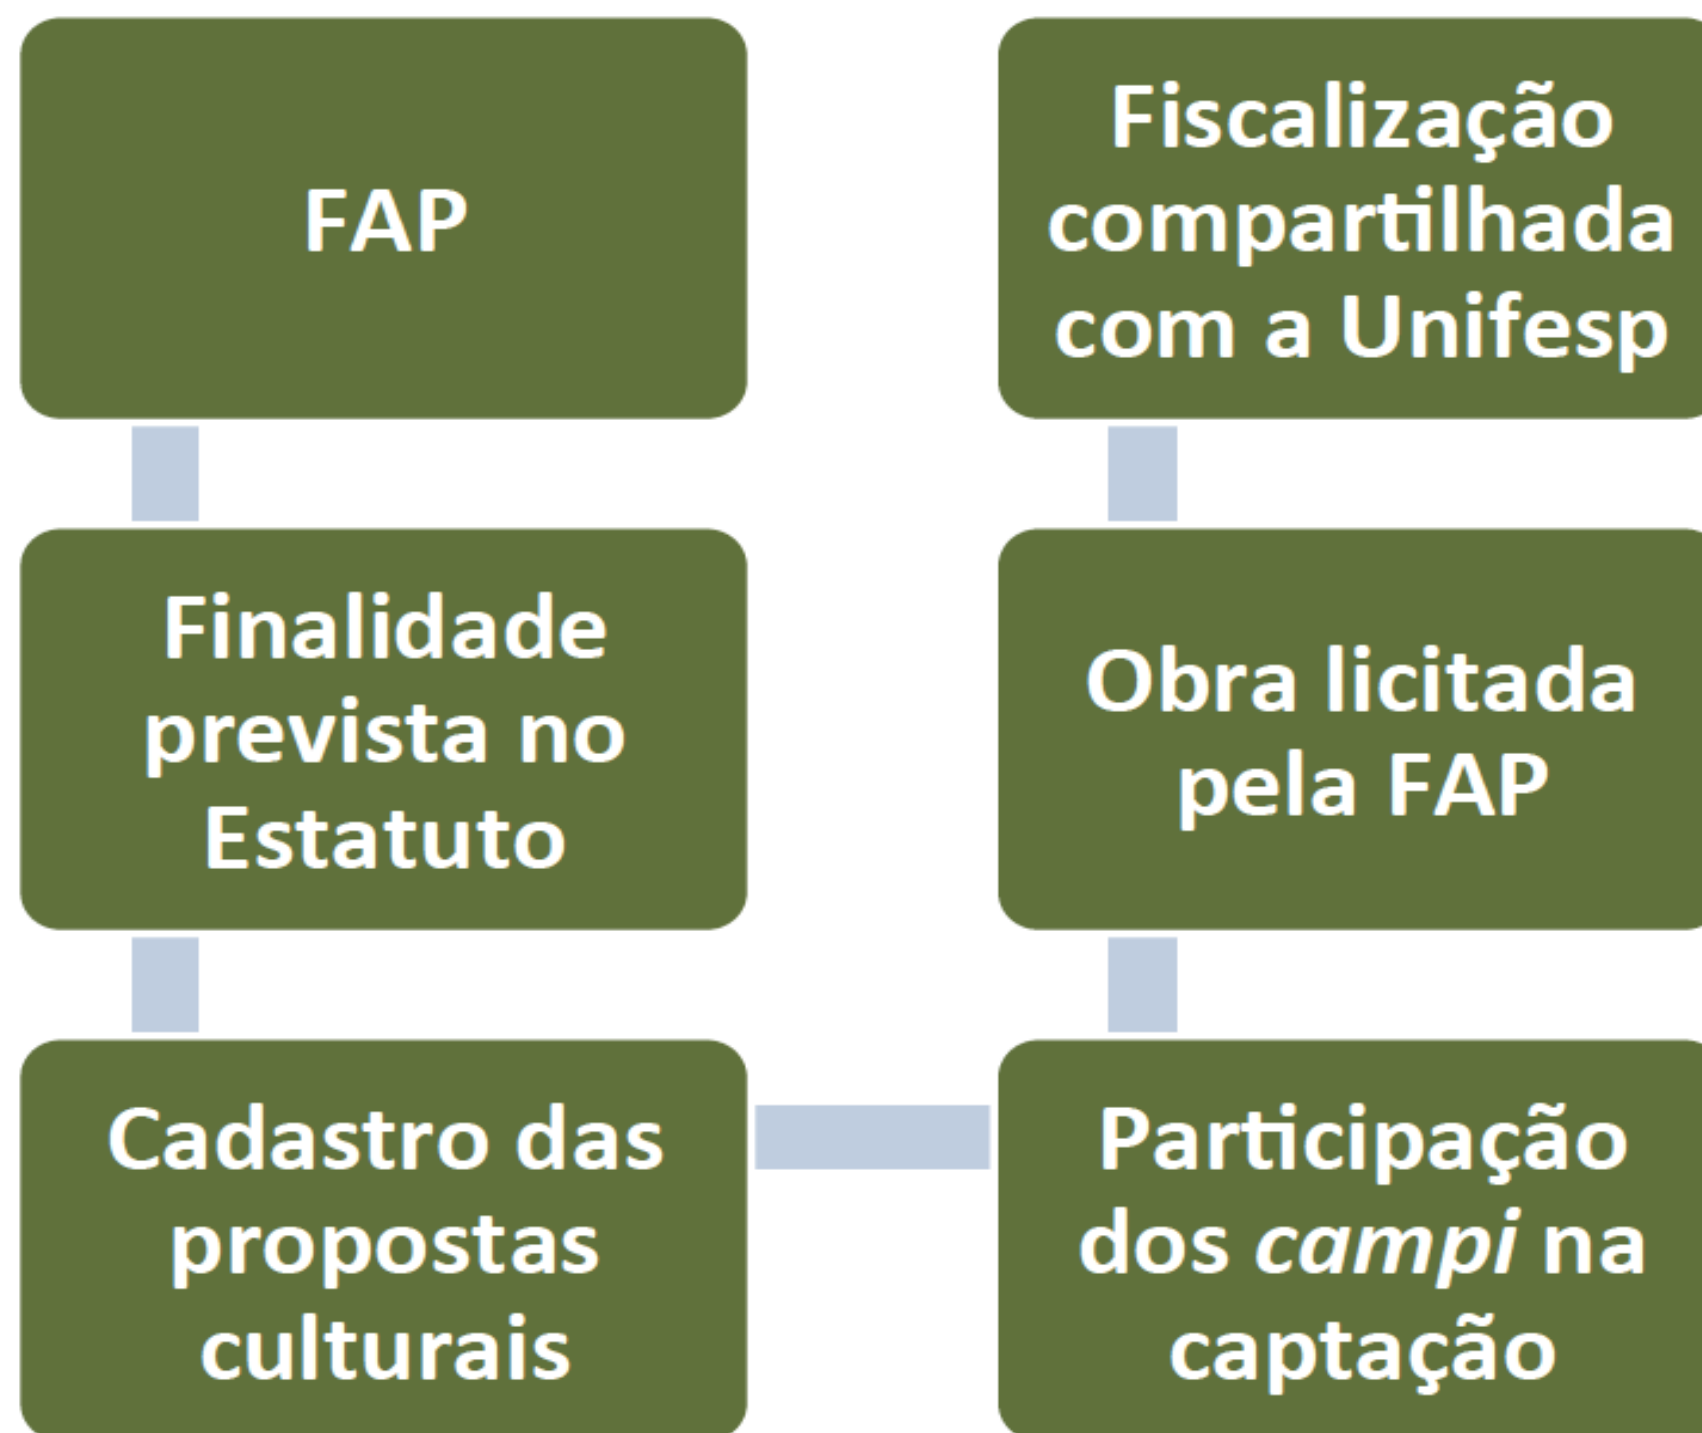 FAP
Finalidade
prevista no
Estatuto
Cadastro das
propostas
culturais
Participação
dos campi na
captação
Obra licitada
pela FAP
Fiscalização
compartilhada
com a Unifesp